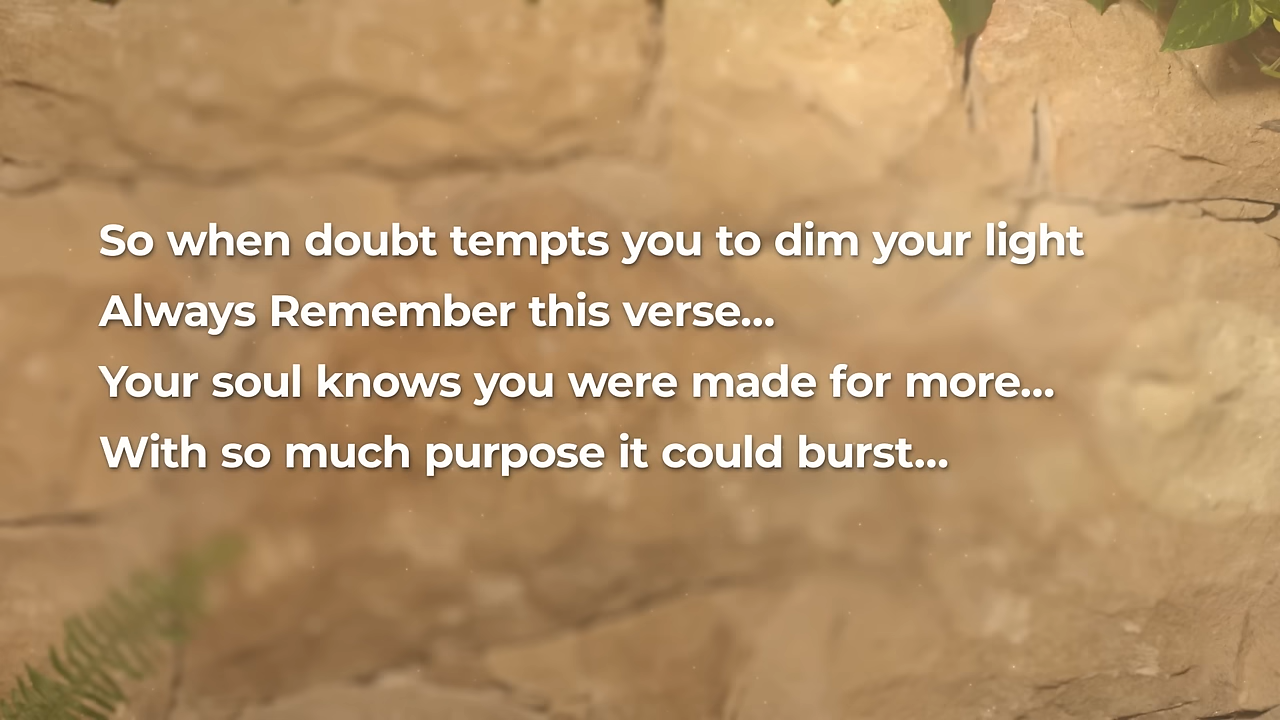 So when doubt tempts you to dim your light
Always Remember this verse...
Your soul knows you were made for more...
With so much purpose it could burst...